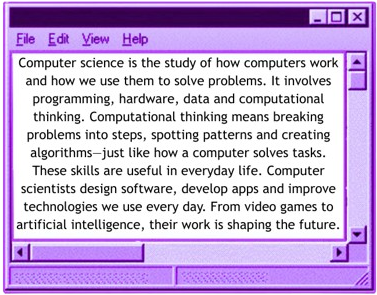 File Edit View Help
Computer science is the study of how computers work
and how we use them to solve problems. It involves
programming, hardware, data and computational
thinking. Computational thinking means breaking
problems into steps, spotting patterns and creating
algorithms—just like how a computer solves tasks.
These skills are useful in everyday life. Computer
scientists design software, develop apps and improve
technologies we use every day. From video games to
artificial intelligence, their work is shaping the future.